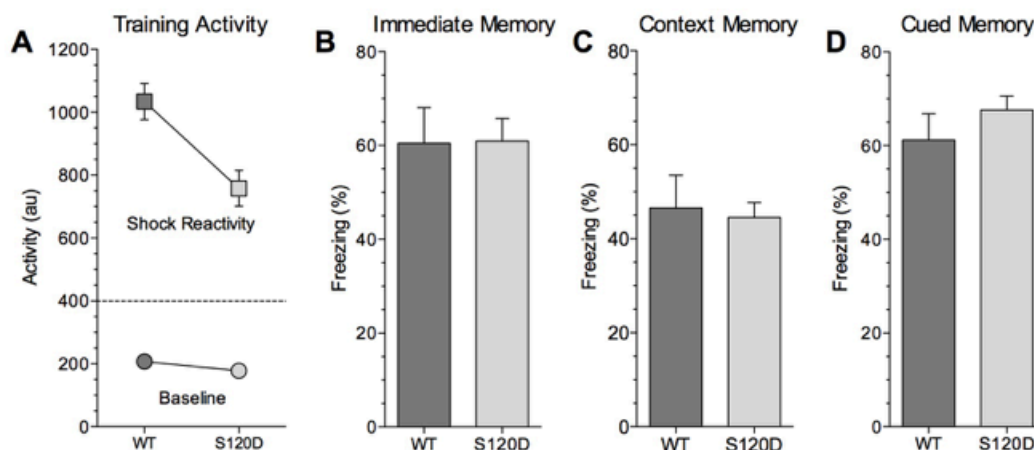 A Training Activity
1200
1000
800
600
400
200
0
Activity (au)
Shock Reactivity
Baseline
WT S120D
B Immediate Memory
80
60
40
20
0
Freezing (%)
WT S120D
C Context Memory
80
60
40
20
0
Freezing (%)
WT S120D
D Cued Memory
80
60
40
20
0
Freezing (%)
WT S120D